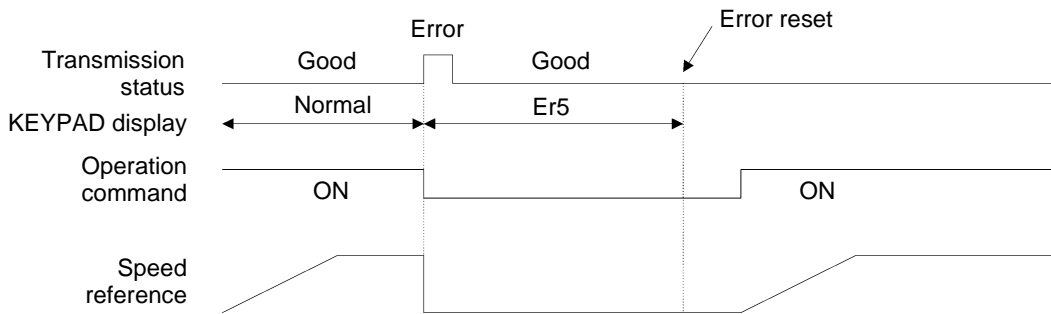 Error reset
Error
Transmission
status
Good
Good
KEYPAD display
Normal
Er5
Operation
command
ON
ON
Speed
reference